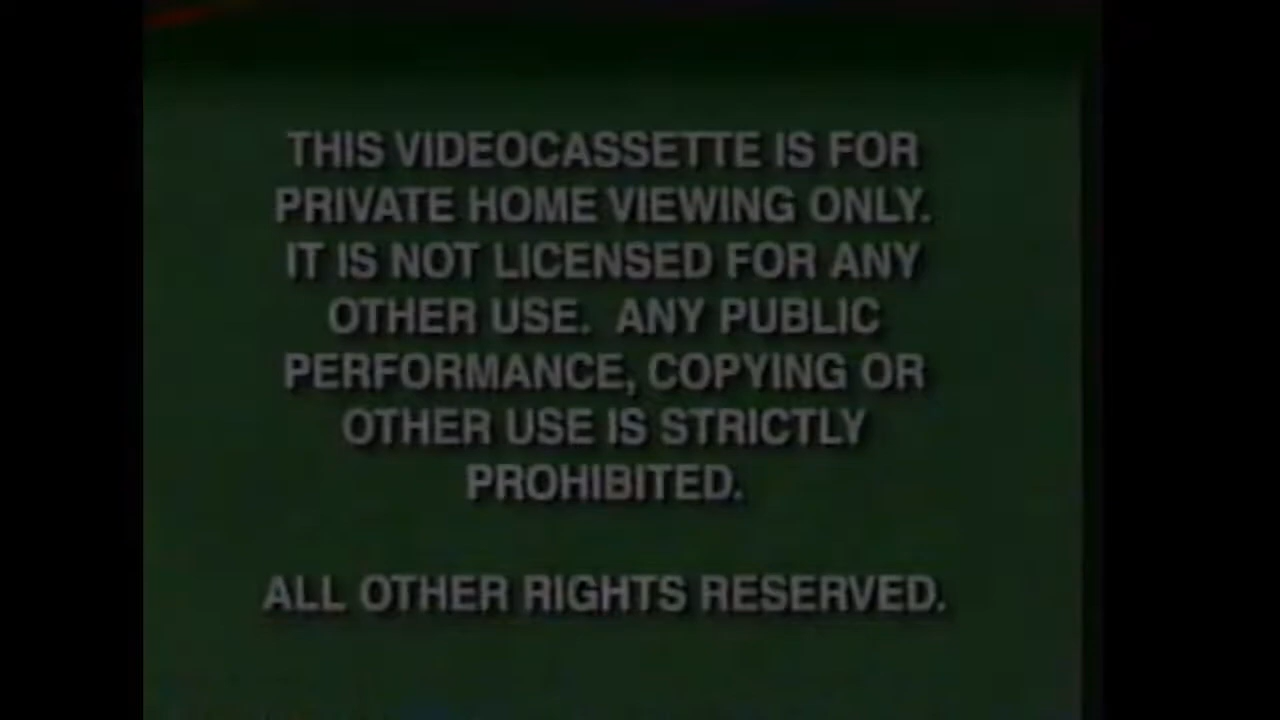 THIS VIDEOCASSETTE IS FOR
PRIVATE HOME VIEWING ONLY.
IT IS NOT LICENSED FOR ANY
OTHER USE.  ANY PUBLIC
PERFORMANCE, COPYING OR
OTHER USE IS STRICTLY
PROHIBITED.
ALL OTHER RIGHTS RESERVED.